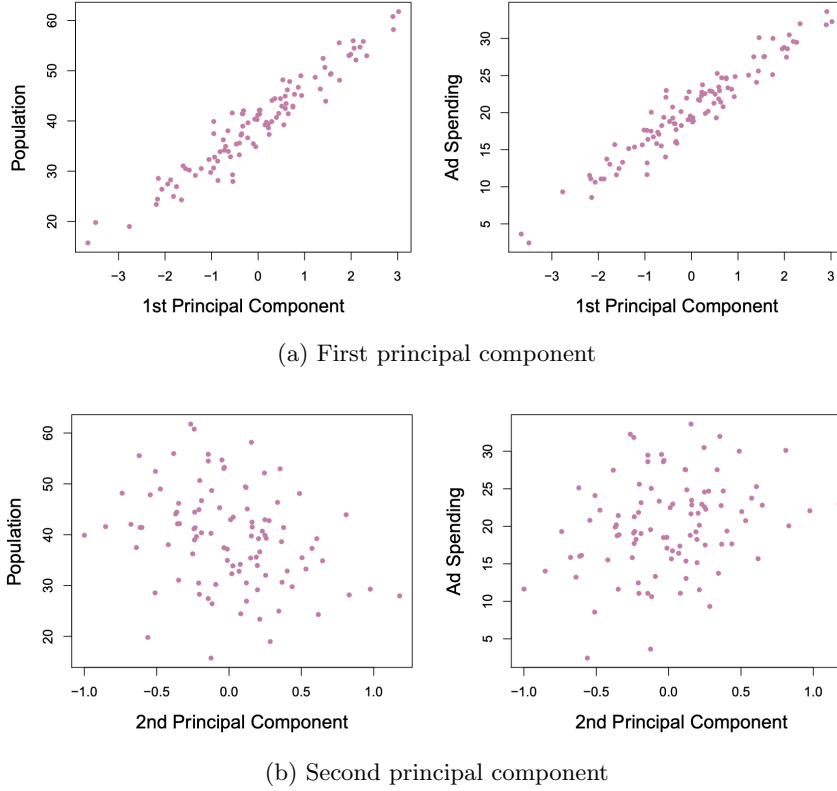 Population
60
50
40
30
20
−3 −2 −1 0 1 2 3
1st Principal Component
Ad Spending
30
25
20
15
10
5
−3 −2 −1 0 1 2 3
1st Principal Component
(a) First principal component
Population
60
50
40
30
20
−1.0 −0.5 0.0 0.5 1.0
2nd Principal Component
Ad Spending
30
25
20
15
10
5
−1.0 −0.5 0.0 0.5 1.0
2nd Principal Component
(b) Second principal component